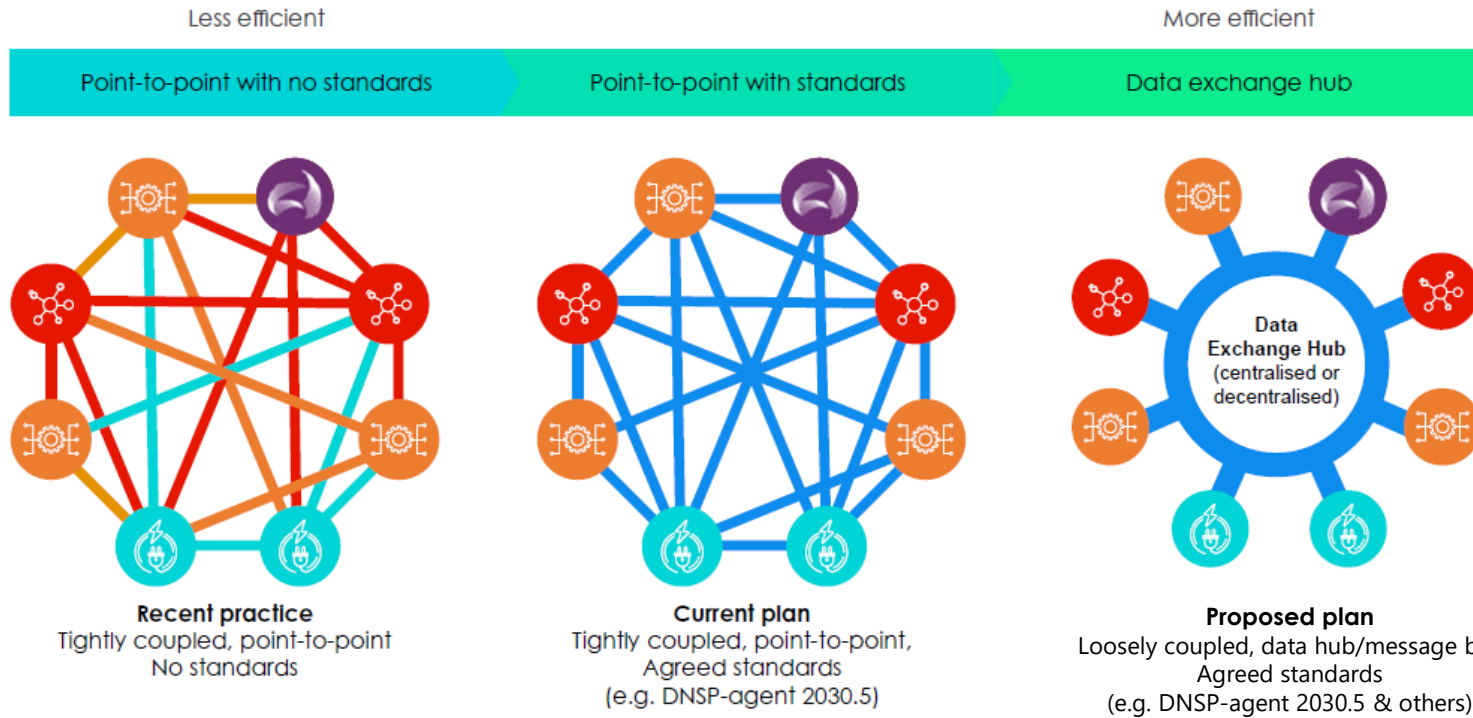 Less efficient
More efficient
Point-to-point with no standards
Point-to-point with standards
Data exchange hub
Data
Exchange Hub
(centralised or
decentralised)
Recent practice
Tightly coupled, point-to-point
No standards
Current plan
Tightly coupled, point-to-point,
Agreed standards
(e.g. DNSP-agent 2030.5)
Proposed plan
Loosely coupled, data hub/message
Agreed standards
(e.g. DNSP-agent 2030.5 & others)